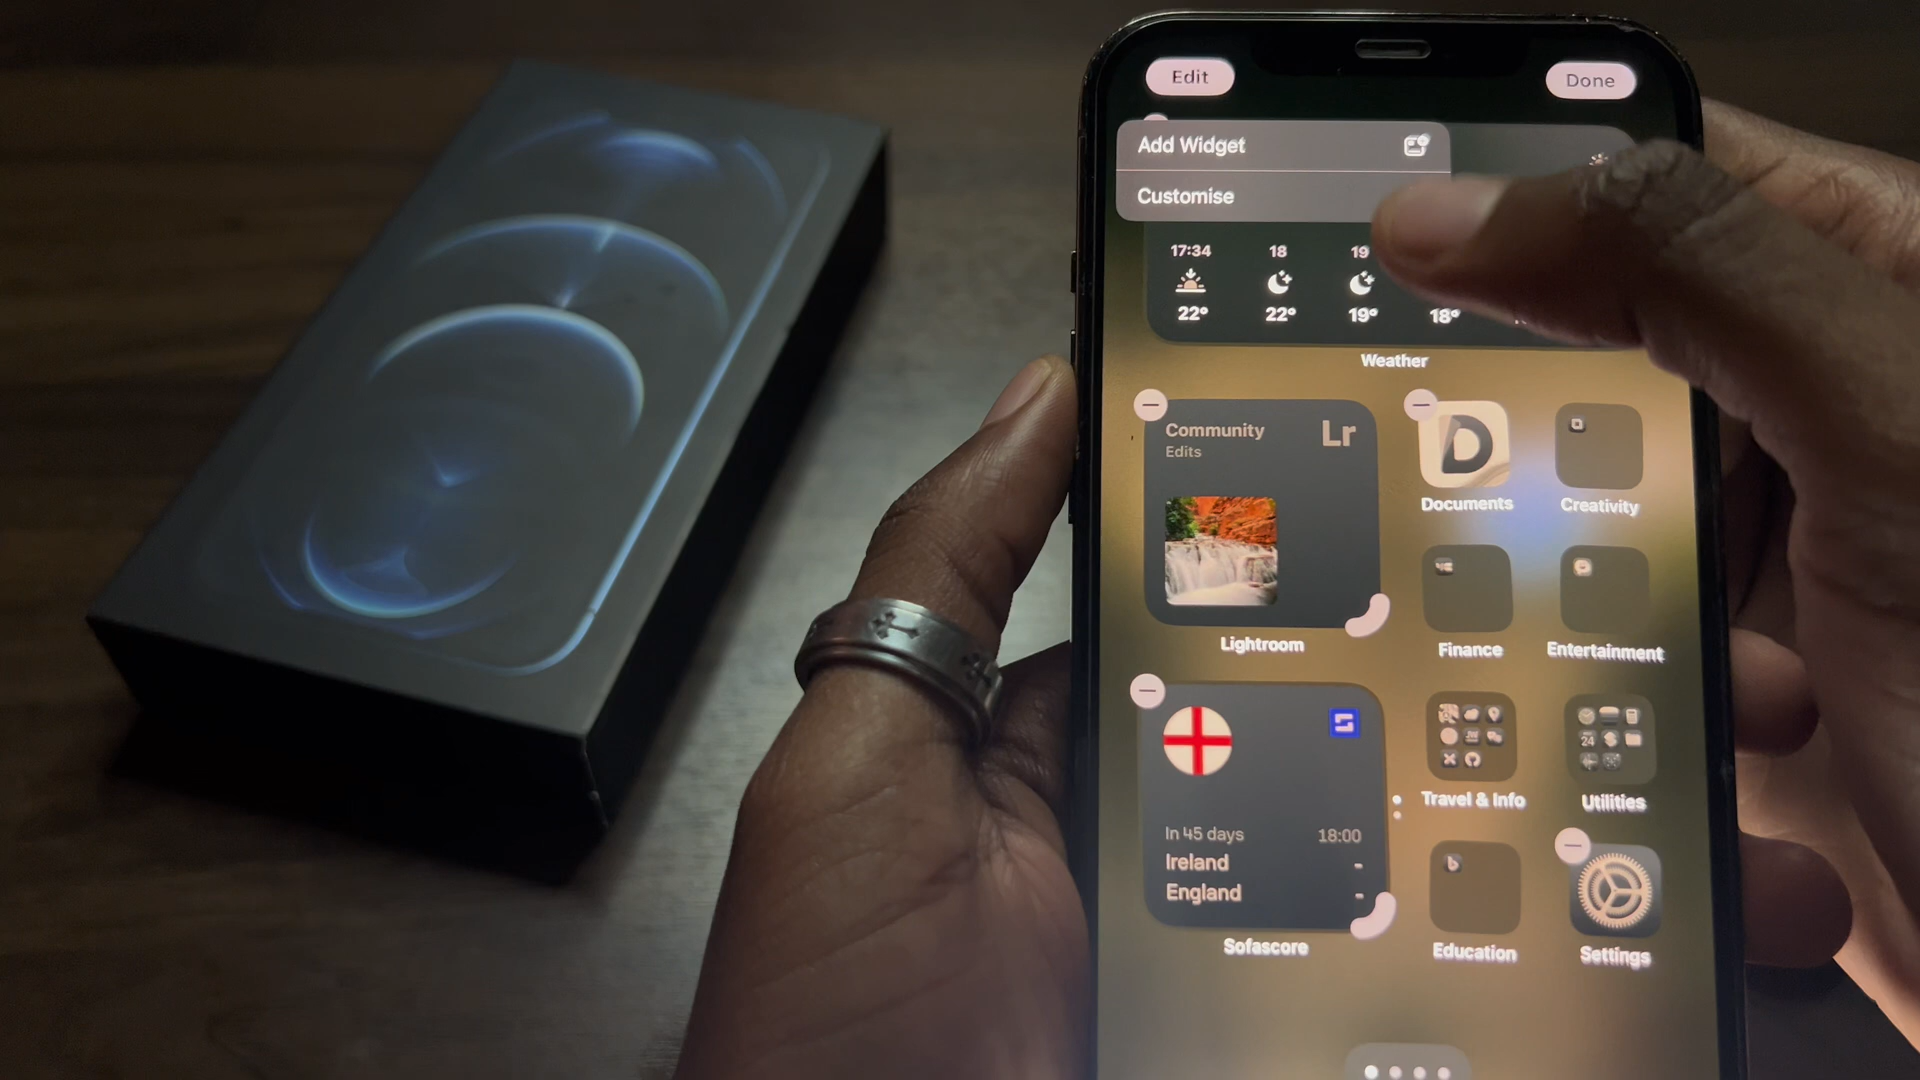 Edit
Done
Add Widget
Customise
17:34 18 19
22° 22° 19° 18°
Weather
Community
Edits
Lr
Lightroom
Documents
Creativity
Finance
Entertainment
In 45 days 18:00
Ireland -
England -
Sofascore
Travel & Info
24
Utilities
b
Education
Settings